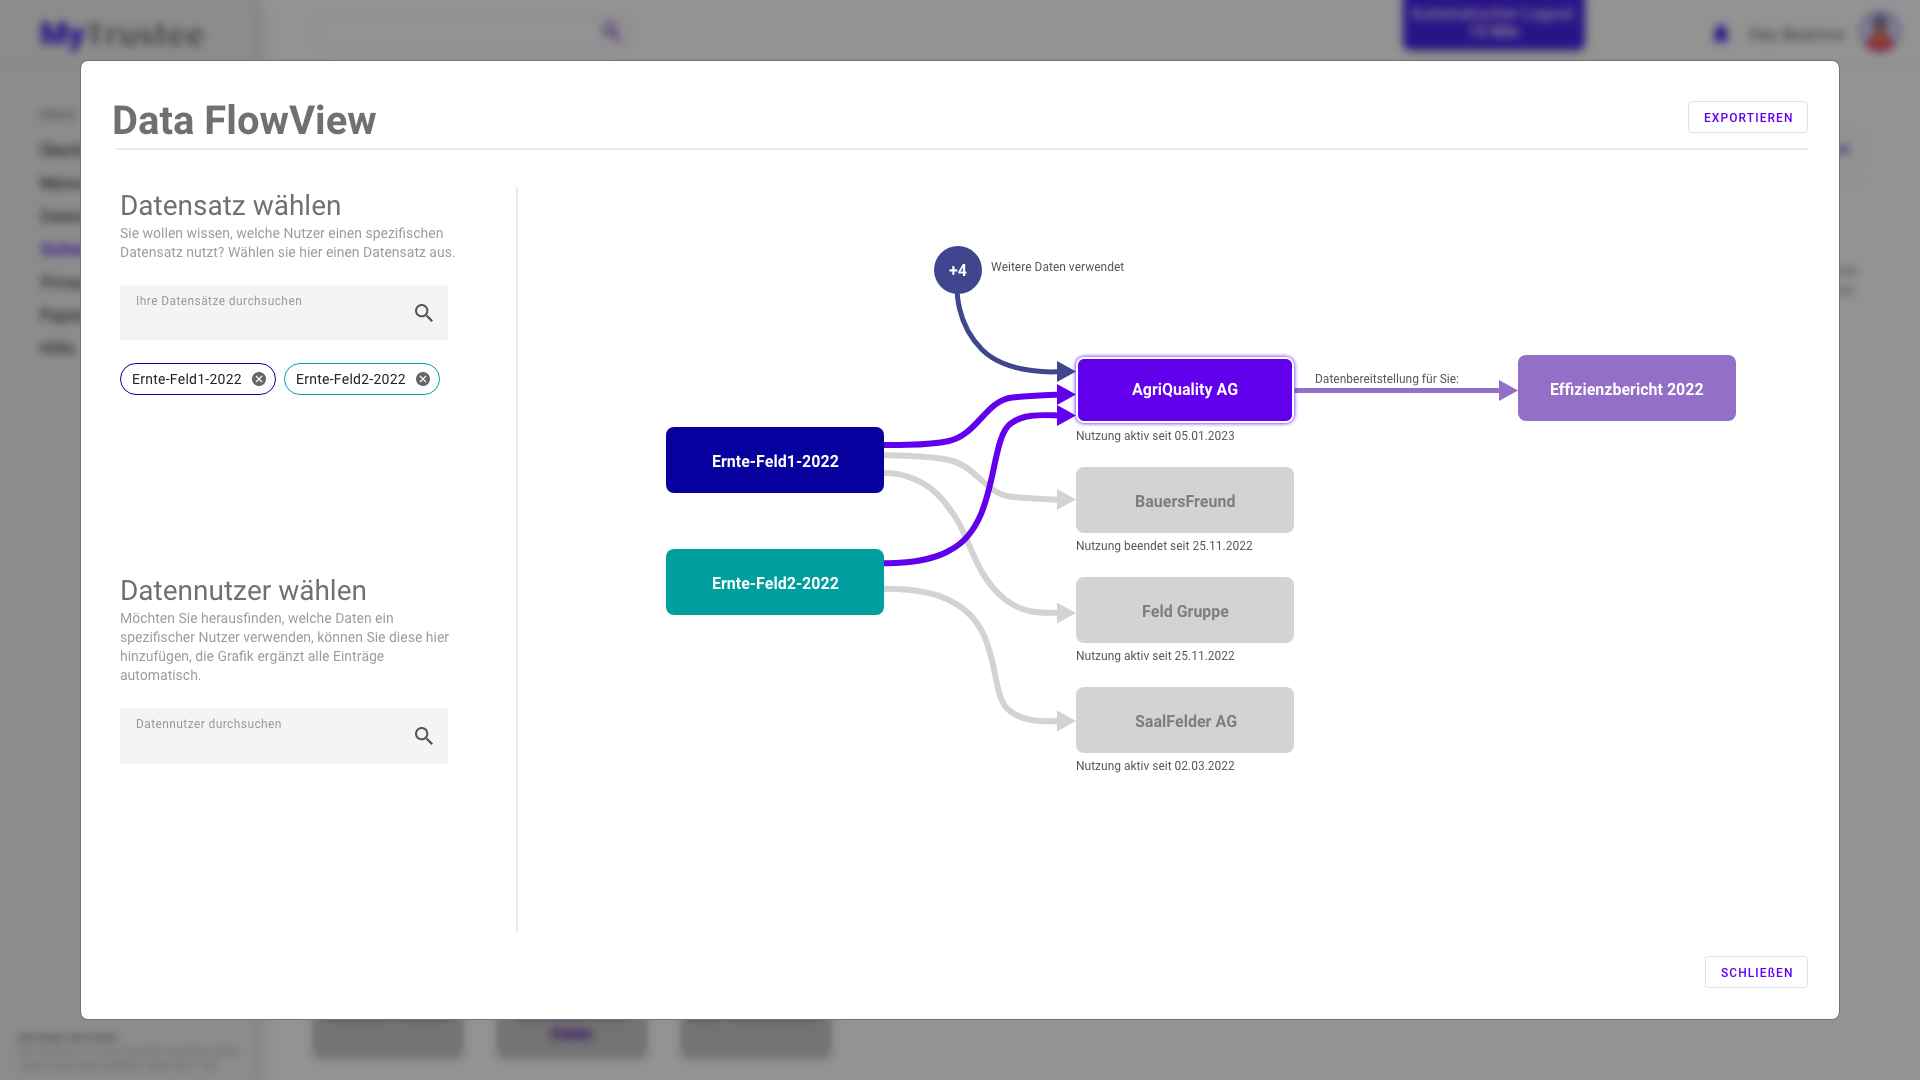 MyTrustee
Automatischer Logout
Hey Beatrice
Data FlowView
EXPORTIEREN
Datensatz wählen
Sie wollen wissen, welche Nutzer einen spezifischen
Datensatz nutzt? Wählen sie hier einen Datensatz aus.
Ihre Datensätze durchsuchen
Ernte-Feld1-2022
Ernte-Feld2-2022
Datennutzer wählen
Möchten Sie herausfinden, welche Daten ein
spezifischer Nutzer verwenden, können Sie diese hier
hinzufügen, die Grafik ergänzt alle Einträge
automatisch.
Datennutzer durchsuchen
+4
Weitere Daten verwendet
Ernte-Feld1-2022
Ernte-Feld2-2022
AgriQuality AG
Nutzung aktiv seit 05.01.2023
Datenbereitstellung für Sie:
Effizienzbericht 2022
BauersFreund
Nutzung beendet seit 25.11.2022
Feld Gruppe
Nutzung aktiv seit 25.11.2022
SaalFelder AG
Nutzung aktiv seit 02.03.2022
SCHLIEẞEN
Daten